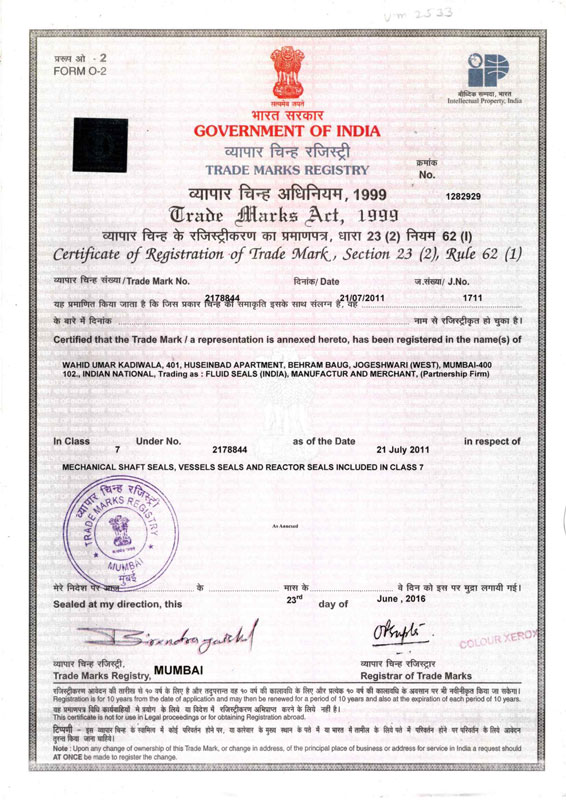 vm 2533
प्ररूप ओ - 2
FORM O-2
सत्यमेव जयते
भारत सरकार
GOVERNMENT OF INDIA
बौध्दिक सम्पदा, भारत
Intellectual Property, India
व्यापार चिन्ह रजिस्ट्री
TRADE MARKS REGISTRY
क्रमांक
No. 1282929
व्यापार चिन्ह अधिनियम, 1999
Trade Marks Act, 1999
व्यापार चिन्ह के रजिस्ट्रीकरण का प्रमाणपत्र, धारा 23 (2) नियम 62 (I)
Certificate of Registration of Trade Mark, Section 23 (2), Rule 62 (1)
व्यापार चिन्ह संख्या/Trade Mark No. 2178844 दिनांक/ Date 21/07/2011 ज.संख्या/ J.No. 1711
यह प्रमाणित किया जाता है कि जिस प्रकार चिन्ह की समाकृति इसके साथ संलग्न है, वह
के बारे में दिनांक नाम से रजिस्ट्रीकृत हो चुका है।
Certified that the Trade Mark / a representation is annexed hereto, has been registered in the name(s) of
WAHID UMAR KADIWALA, 401, HUSEINBAD APARTMENT, BEHRAM BAUG, JOGESHWARI (WEST), MUMBAI-400
102., INDIAN NATIONAL, Trading as : FLUID SEALS (INDIA), MANUFACTUR AND MERCHANT, (Partnership Firm)
In Class 7 Under No. 2178844 as of the Date 21 July 2011 in respect of
MECHANICAL SHAFT SEALS, VESSELS SEALS AND REACTOR SEALS INCLUDED IN CLASS 7
व्यापार चिन्ह रजिस्ट्री
TRADE MARKS REGISTRY
MUMBAI
मुंबई
As Annexed
मेरे निदेश पर आज के मास के वे दिन को इस पर मुद्रा लगायी गई।
Sealed at my direction, this 23rd day of June , 2016
COLOUR XEROX
व्यापार चिन्ह रजिस्ट्री,
Trade Marks Registry, MUMBAI
व्यापार चिन्ह रजिस्ट्रार
Registrar of Trade Marks
रजिस्ट्रीकरण आवेदन की तारीख से १० वर्ष के लिए है और तदुपरान्त वह १० वर्ष की कालावधि के लिए और प्रत्येक १० वर्ष की कालावधि के अवसान पर भी नवीनीकृत किया जा सकेगा।
Registration is for 10 years from the date of application and may then be renewed for a period of 10 years and also at the expiration of each period of 10 years.
यह प्रमाणपत्र विधि कार्यवाहियों में प्रयोग के लिये या विदेश में रजिस्ट्रीकरण अभिप्राप्त करने के लिये नहीं है।
This certificate is not for use in Legal proceedings or for obtaining Registration abroad.
टिप्पणी - इस व्यापार चिन्ह के स्वामित्व में कोई परिवर्तन होने पर, या कारोबार के मुख्य स्थान के पते में या भारत में तामील के लिये पते में परिवर्तन होने पर परिवर्तन के लिये आवेदन
तुरन्त किया जाना चाहिये।
Note : Upon any change of ownership of this Trade Mark, or change in address, of the principal place of business or address for service in India a request should
AT ONCE be made to register the change.